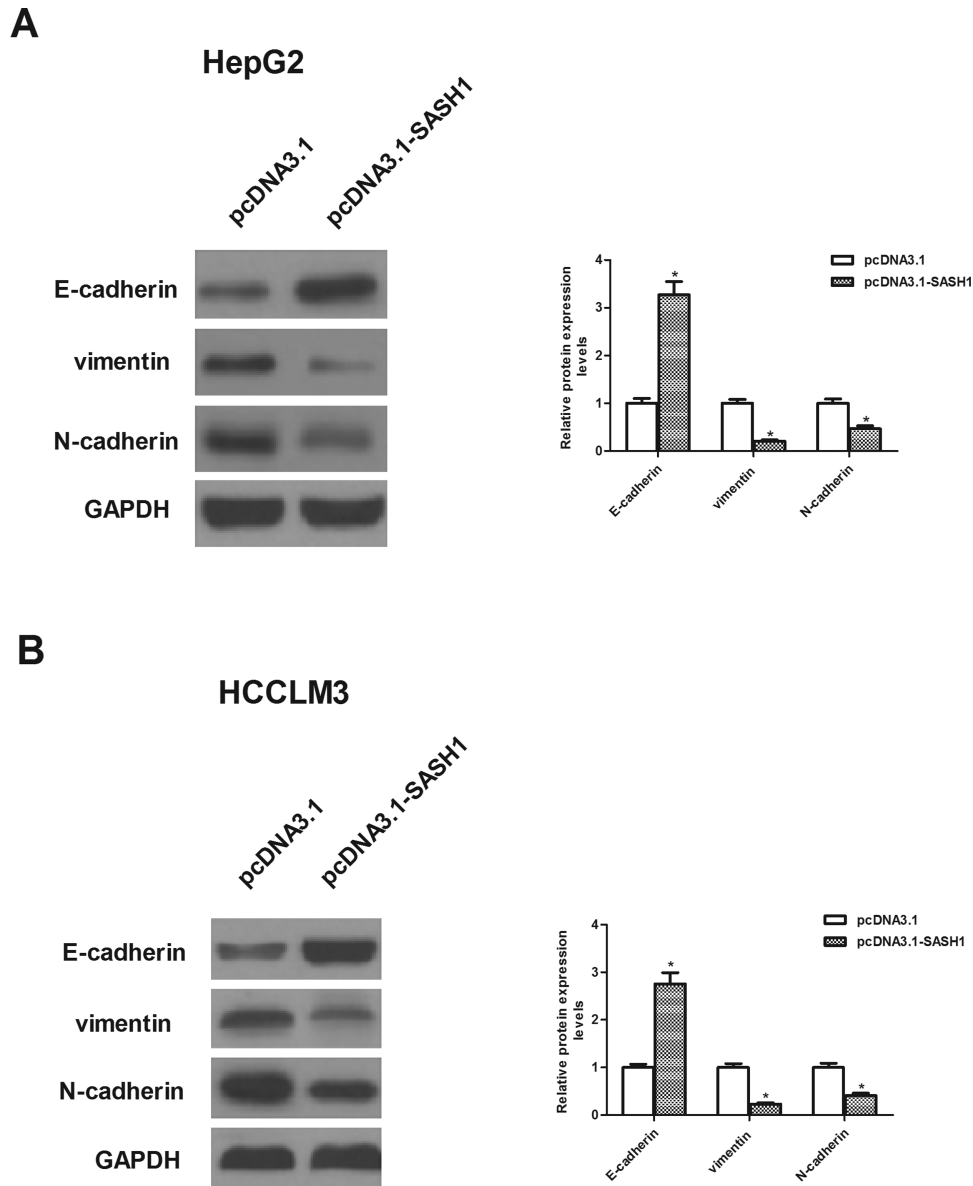 A
HepG2
pcDNA3.1
pcDNA3.1-SASH1
E-cadherin
vimentin
N-cadherin
GAPDH
pcDNA3.1
pcDNA3.1-SASH1
Relative protein expression
levels
4
3
2
1
0
*
*
*
E-cadherin
vimentin
N-cadherin
B
HCCLM3
pcDNA3.1
pcDNA3.1-SASH1
E-cadherin
vimentin
N-cadherin
GAPDH
pcDNA3.1
pcDNA3.1-SASH1
Relative protein expression
levels
4
3
2
1
0
*
*
*
E-cadherin
vimentin
N-cadherin